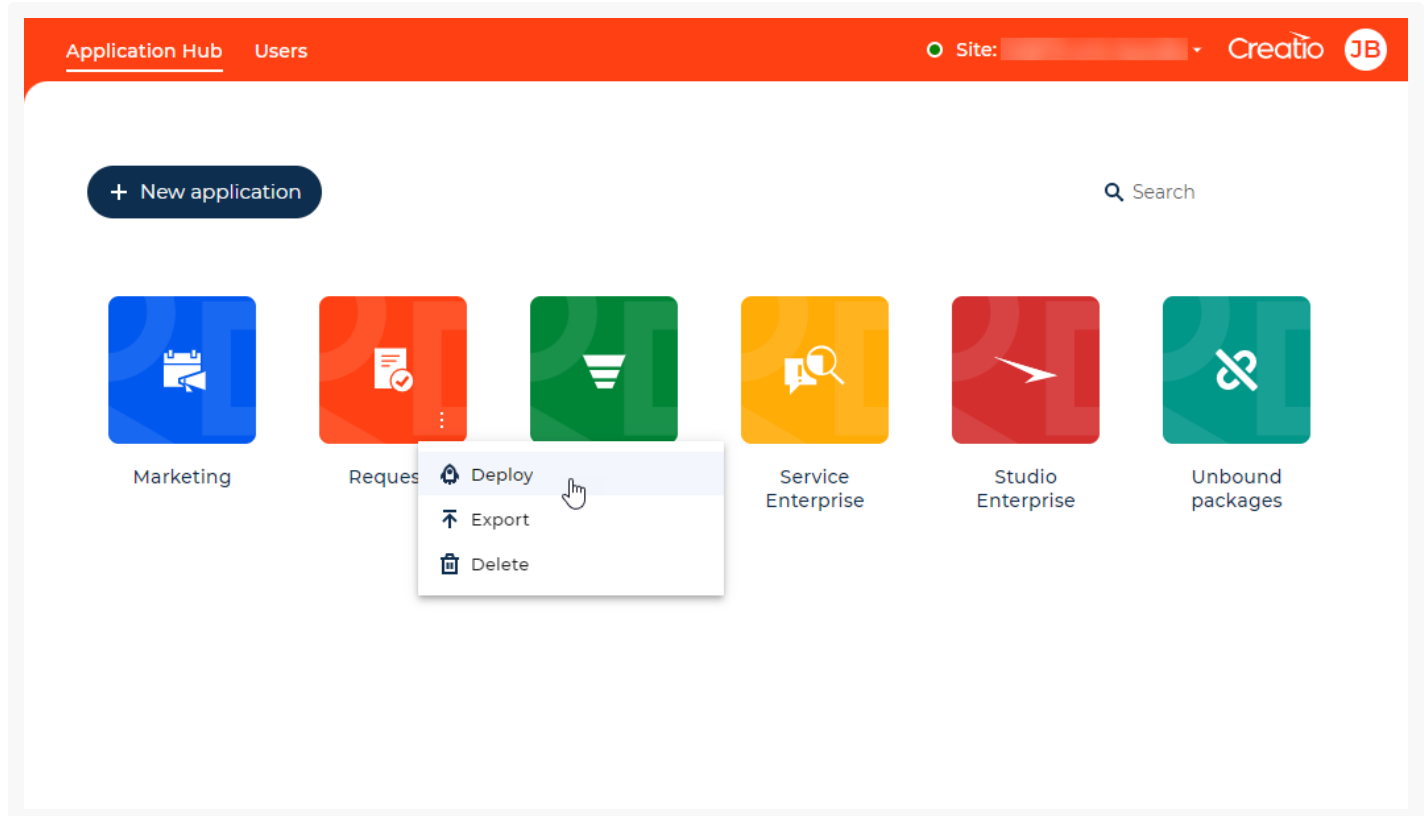 Application Hub Users Site: Creatio JB
+ New application Search
Marketing
Reques
Service
Enterprise
Studio
Enterprise
Unbound
packages
Deploy
Export
Delete